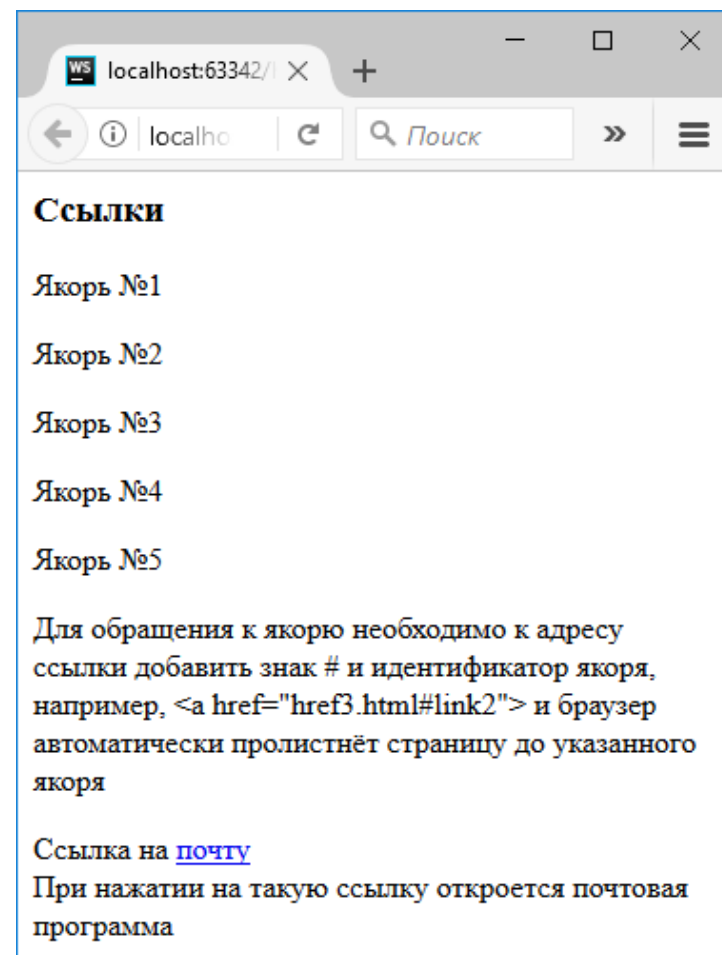 WS localhost:63342/
localho Поиск
Ссылки
Якорь №1
Якорь №2
Якорь №3
Якорь №4
Якорь №5
Для обращения к якорю необходимо к адресу
ссылки добавить знак # и идентификатор якоря,
например, <a href="href3.html#link2"> и браузер
автоматически пролистнёт страницу до указанного
якоря
Ссылка на почту
При нажатии на такую ссылку откроется почтовая
программа